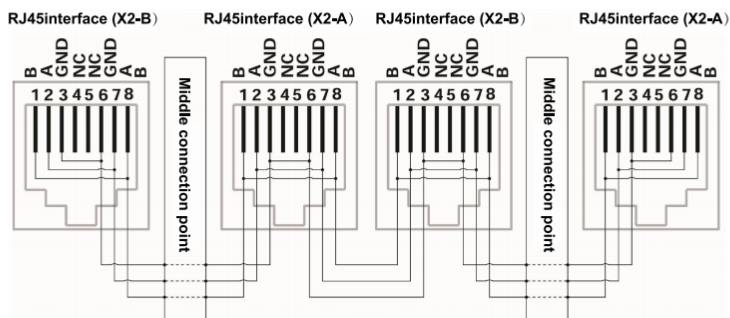 RJ45interface (X2-B） RJ45interface (X2-A） RJ45interface (X2-B） RJ45interface (X2-A）
B A GND NC NC GND A B
1 2 3 4 5 6 7 8
Middle connection point
B A GND NC NC GND A B
1 2 3 4 5 6 7 8
B A GND NC NC GND A B
1 2 3 4 5 6 7 8
Middle connection point
B A GND NC NC GND A B
1 2 3 4 5 6 7 8